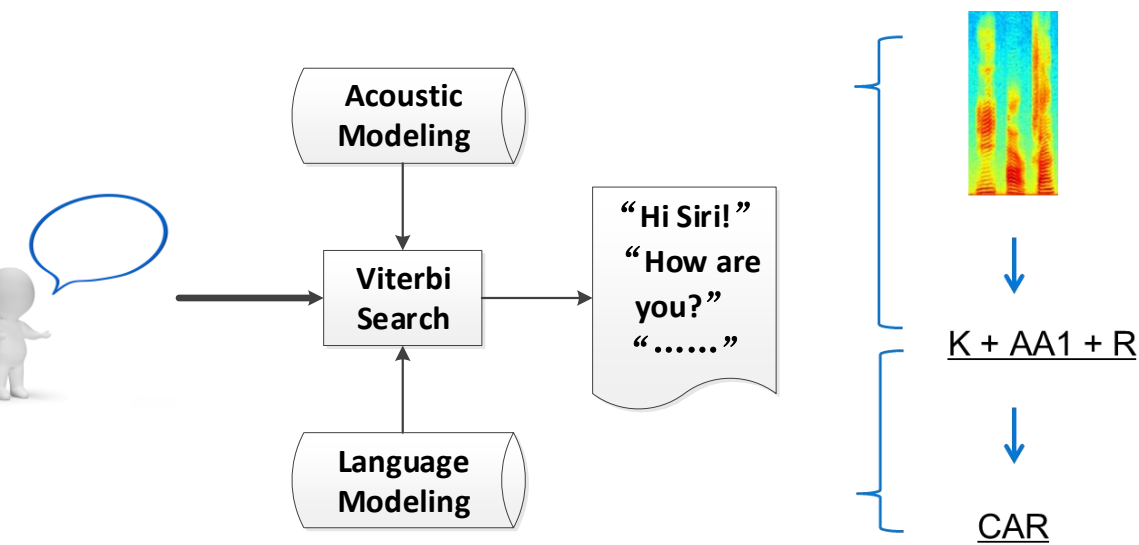 Acoustic
Modeling
Viterbi
Search
Language
Modeling
“Hi Siri!”
“How are
you?”
“……”
K + AA1 + R
CAR